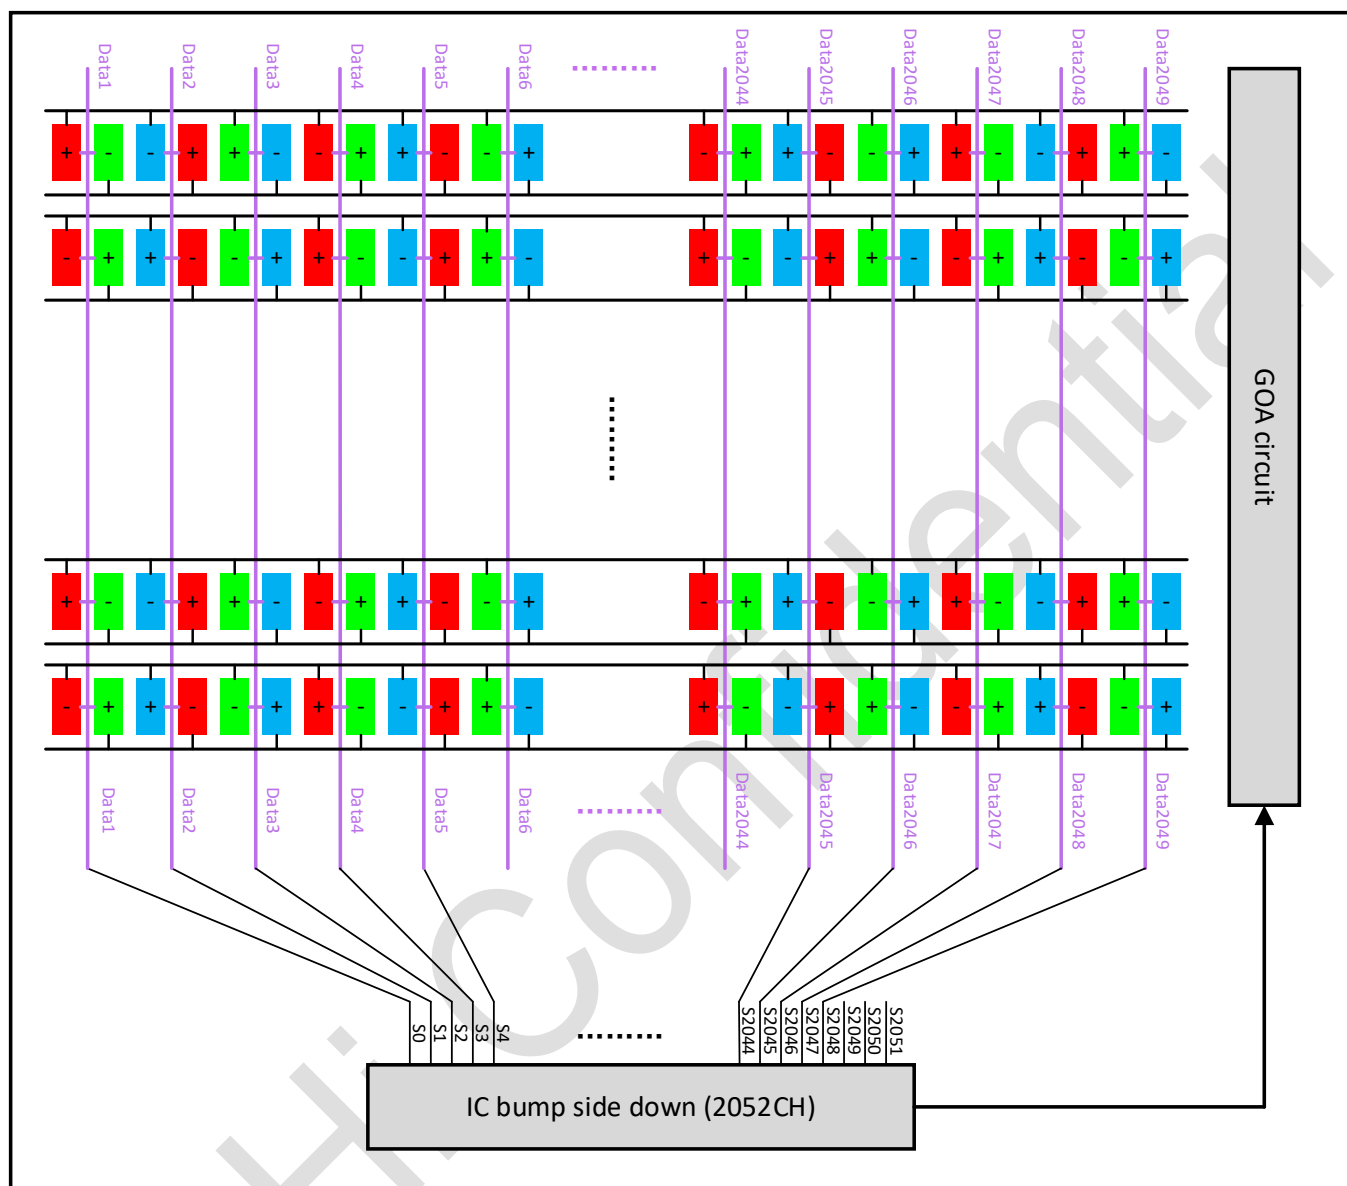 Data1 Data2 Data3 Data4 Data5 Data6 Data2044 Data2045 Data2046 Data2047 Data2048 Data2049
+ - - + + - - + + - - + - + + - - + + - - + + -
- + + - - + + - - + + - + - - + + - - + + - - +
GOA circuit
+ - - + + - - + + - - + - + + - - + + - - + + -
- + + - - + + - - + + - + - - + + - - + + - - +
Data1 Data2 Data3 Data4 Data5 Data6 Data2044 Data2045 Data2046 Data2047 Data2048 Data2049
S0 S1 S2 S3 S4 S2044 S2045 S2046 S2047 S2048 S2049 S2050 S2051
IC bump side down (2052CH)
Hi Confidential